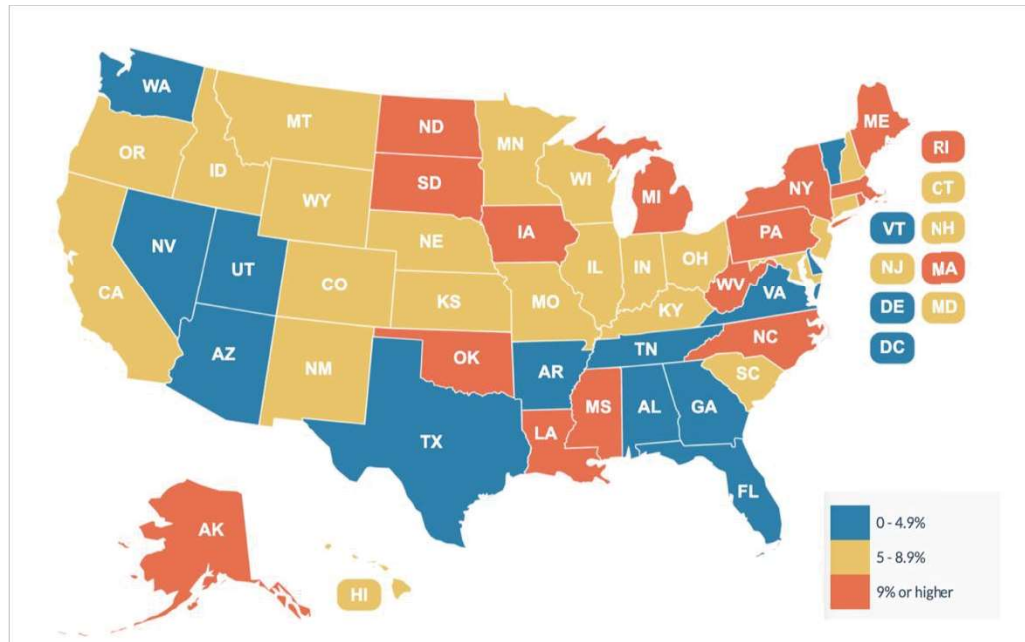 WA
MT
ND
MN
ME
OR
ID
SD
WI
MI
NY
RI
WY
CT
IA
PA
NV
UT
NE
IL
IN
OH
VT
NH
CO
WV
NJ
MA
CA
KS
MO
KY
VA
DE
MD
NC
TN
DC
AZ
NM
OK
AR
SC
MS
AL
GA
TX
LA
FL
AK
HI
0 - 4.9%
5 - 8.9%
9% or higher